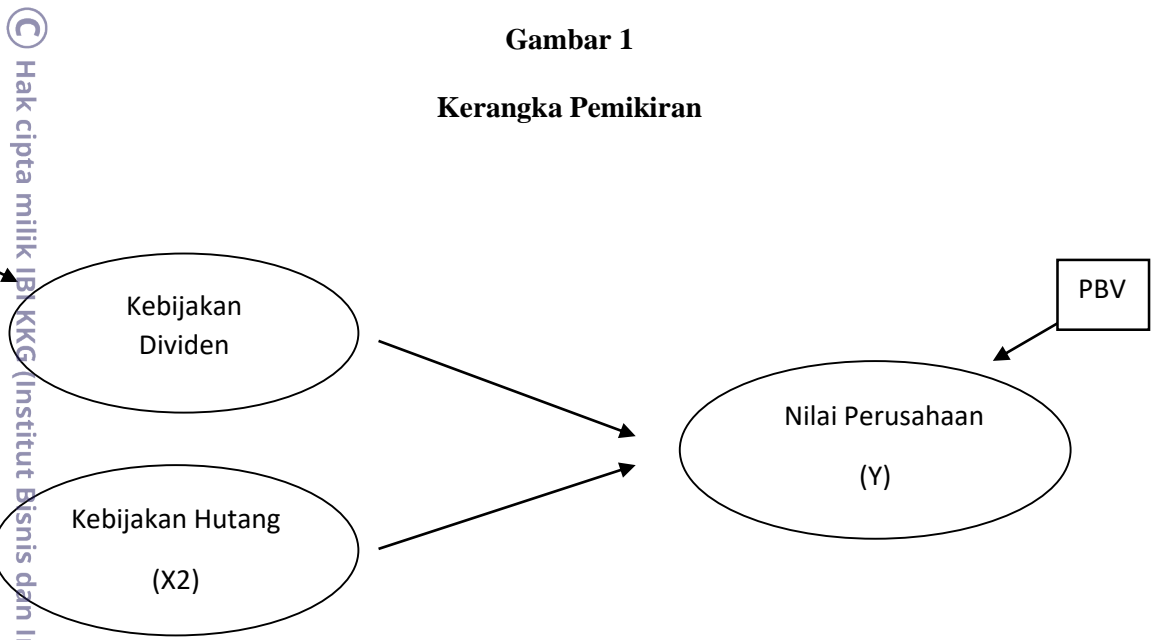 Gambar 1
Kerangka Pemikiran
© Hak cipta milik IBI KKG (Institut Bisnis dan
Kebijakan
Dividen
PBV
Nilai Perusahaan
(Y)
Kebijakan Hutang
(X2)